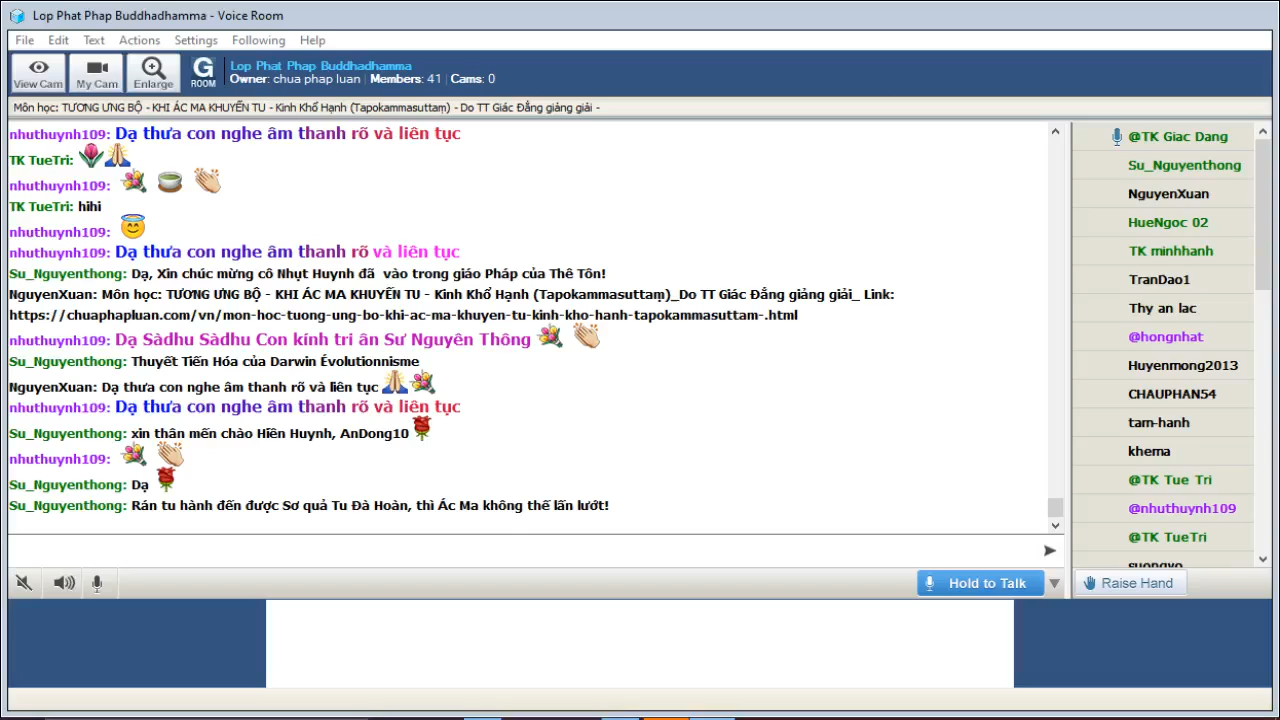 Lop Phat Phap Buddhadhamma - Voice Room
File Edit Text Actions Settings Following Help
View Cam My Cam Enlarge G ROOM
Lop Phat Phap Buddhadhamma
Owner: chua phap luan Members: 41 Cams: 0
Môn học: TƯƠNG ƯNG BỘ - KHI ÁC MA KHUYẾN TU - Kinh Khổ Hạnh (Tapokammasuttaṃ) - Do TT Giác Đẳng giảng giải -
nhuthuynh109: Dạ thưa con nghe âm thanh rõ và liên tục
TK TueTri:
nhuthuynh109:
TK TueTri: hihi
nhuthuynh109:
nhuthuynh109: Dạ thưa con nghe âm thanh rõ và liên tục
Su_Nguyenthong: Dạ, Xin chúc mừng cô Nhựt Huynh đã vào trong giáo Pháp của Thế Tôn!
NguyenXuan: Môn học: TƯƠNG ƯNG BỘ - KHI ÁC MA KHUYẾN TU - Kinh Khổ Hạnh (Tapokammasuttaṃ)_Do TT Giác Đẳng giảng giải_ Link:
https://chuaphapluan.com/vn/mon-hoc-tuong-ung-bo-khi-ac-ma-khuyen-tu-kinh-kho-hanh-tapokammasuttam-.html
nhuthuynh109: Dạ Sàdhu Sàdhu Con kính tri ân Sư Nguyên Thông
Su_Nguyenthong: Thuyết Tiến Hóa của Darwin Évolutionnisme
NguyenXuan: Dạ thưa con nghe âm thanh rõ và liên tục
nhuthuynh109: Dạ thưa con nghe âm thanh rõ và liên tục
Su_Nguyenthong: xin thân mến chào Hiền Huynh, AnDong10
nhuthuynh109:
Su_Nguyenthong: Dạ
Su_Nguyenthong: Rán tu hành đến được Sơ quả Tu Đà Hoàn, thì Ác Ma không thể lấn lướt!
Hold to Talk
@TK Giac Dang
Su_Nguyenthong
NguyenXuan
HueNgoc 02
TK minhhanh
TranDao1
Thy an lac
@hongnhat
Huyenmong2013
CHAUPHAN54
tam-hanh
khema
@TK Tue Tri
@nhuthuynh109
@TK TueTri
Raise Hand